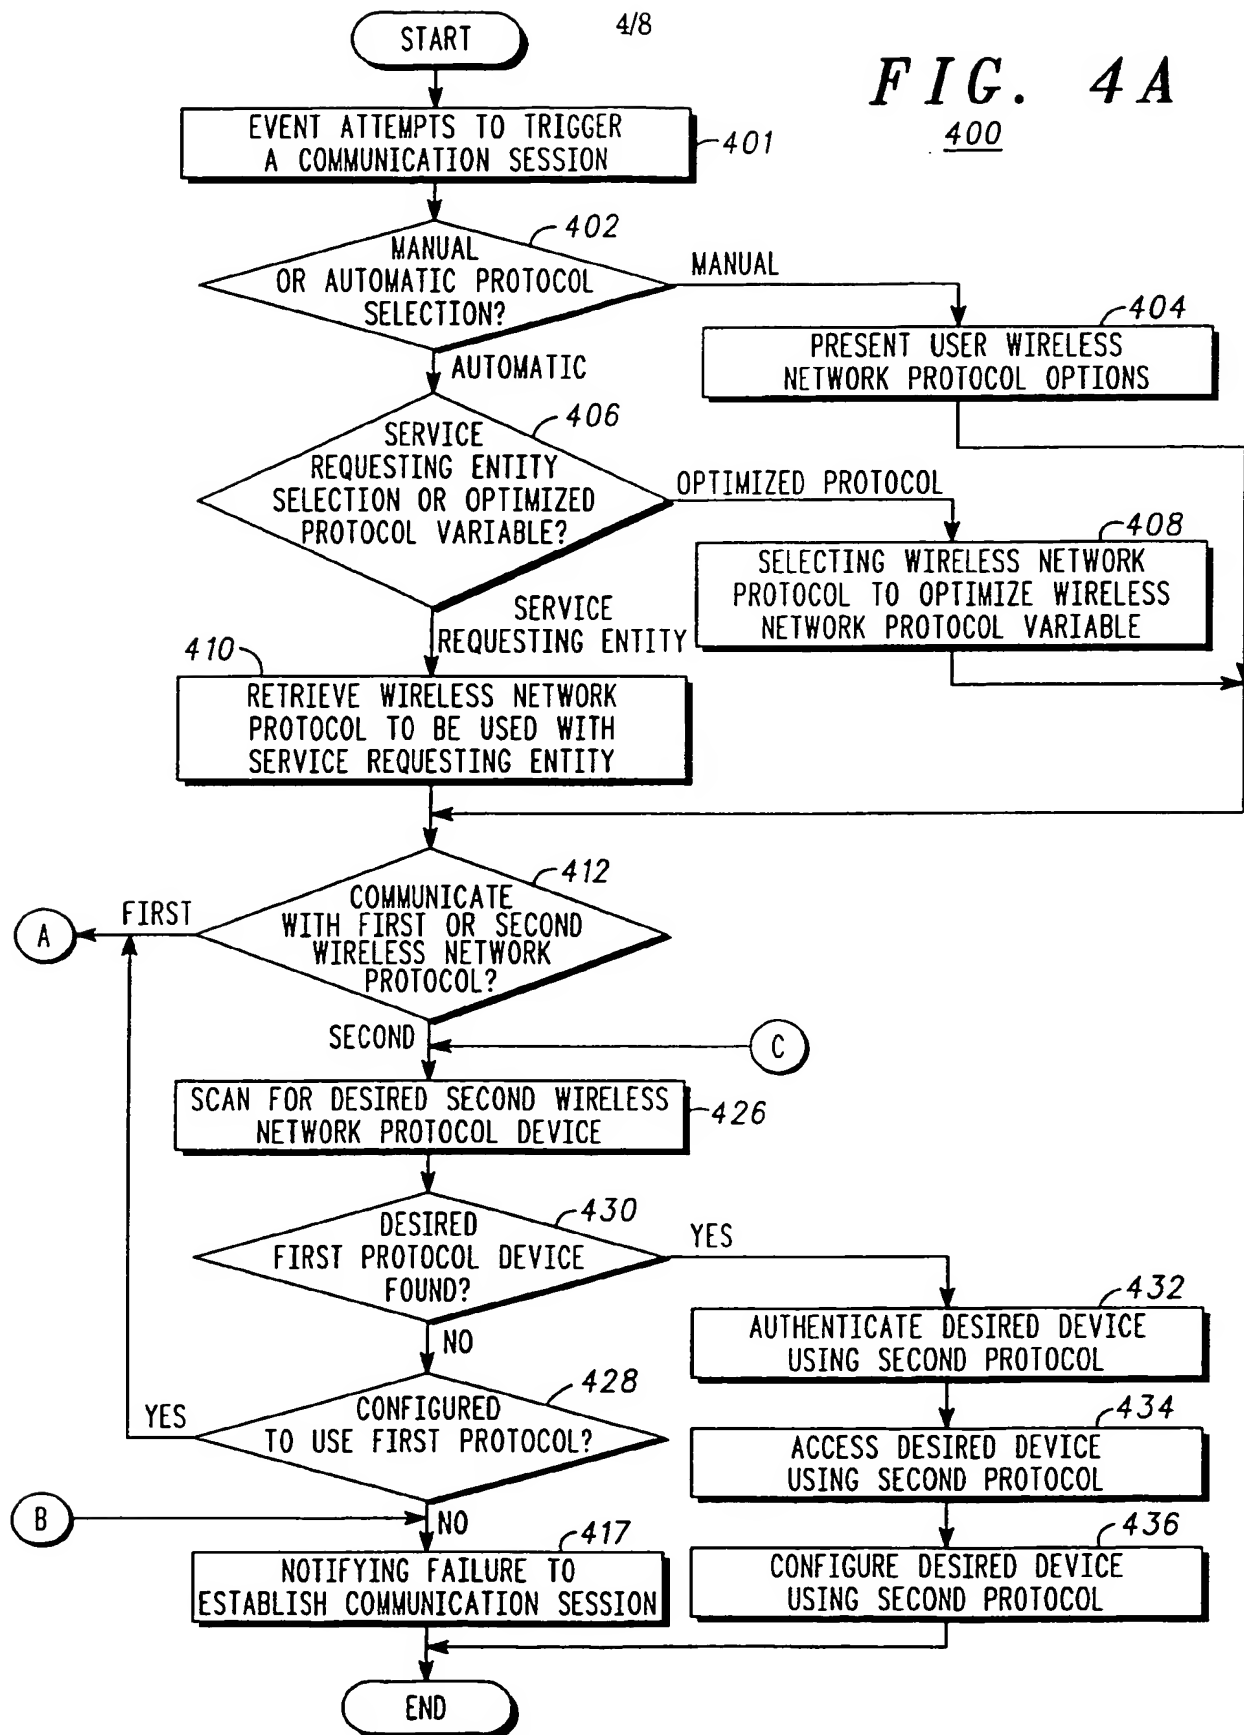 4/8
FIG. 4A
400
START
EVENT ATTEMPTS TO TRIGGER
A COMMUNICATION SESSION
401
402
MANUAL
OR AUTOMATIC PROTOCOL
SELECTION?
MANUAL
404
PRESENT USER WIRELESS
NETWORK PROTOCOL OPTIONS
AUTOMATIC
406
SERVICE
REQUESTING ENTITY
SELECTION OR OPTIMIZED
PROTOCOL VARIABLE?
OPTIMIZED PROTOCOL
408
SELECTING WIRELESS NETWORK
PROTOCOL TO OPTIMIZE WIRELESS
NETWORK PROTOCOL VARIABLE
SERVICE
REQUESTING ENTITY
410
RETRIEVE WIRELESS NETWORK
PROTOCOL TO BE USED WITH
SERVICE REQUESTING ENTITY
412
COMMUNICATE
WITH FIRST OR SECOND
WIRELESS NETWORK
PROTOCOL?
FIRST
A
SECOND
C
SCAN FOR DESIRED SECOND WIRELESS
NETWORK PROTOCOL DEVICE
426
430
DESIRED
FIRST PROTOCOL DEVICE
FOUND?
YES
432
AUTHENTICATE DESIRED DEVICE
USING SECOND PROTOCOL
NO
428
CONFIGURED
TO USE FIRST PROTOCOL?
YES
434
ACCESS DESIRED DEVICE
USING SECOND PROTOCOL
B
NO
417
NOTIFYING FAILURE TO
ESTABLISH COMMUNICATION SESSION
436
CONFIGURE DESIRED DEVICE
USING SECOND PROTOCOL
END